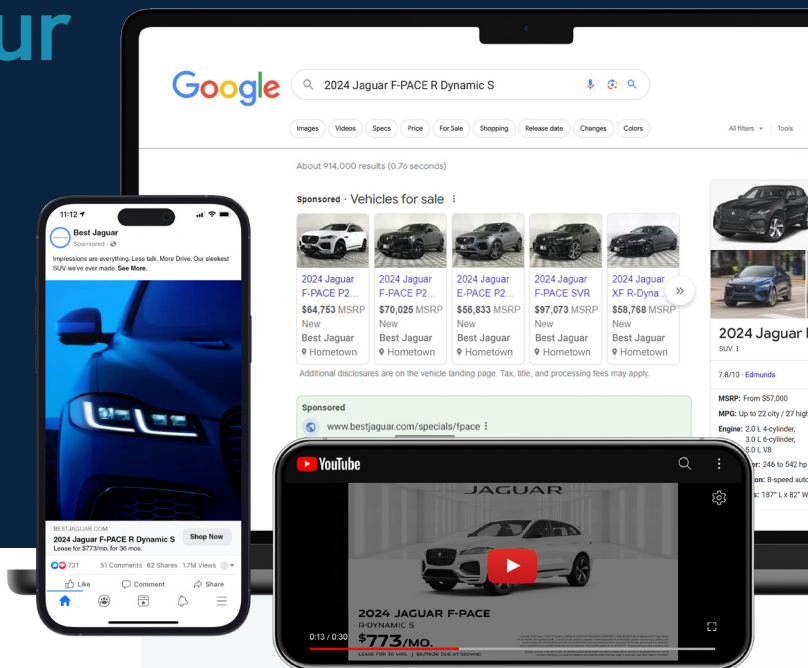 ur
Google
2024 Jaguar F-PACE R Dynamic S
Images Videos Specs Price For Sale Shopping Release date Changes Colors All filters Tools
About 914,000 results (0.76 seconds)
Sponsored · Vehicles for sale
2024 Jaguar F-PACE P2...
$64,753 MSRP
New
Best Jaguar
Hometown
2024 Jaguar F-PACE P2...
$70,025 MSRP
New
Best Jaguar
Hometown
2024 Jaguar E-PACE P2...
$56,833 MSRP
New
Best Jaguar
Hometown
2024 Jaguar F-PACE SVR
$97,073 MSRP
New
Best Jaguar
Hometown
2024 Jaguar XF R-Dyna...
$58,768 MSRP
New
Best Jaguar
Hometown
Additional disclosures are on the vehicle landing page. Tax, title, and processing fees may apply.
Sponsored
www.bestjaguar.com/specials/fpace
2024 Jaguar
SUV
7.8/10 · Edmunds
MSRP: From $57,000
MPG: Up to 22 city / 27 high
Engine: 2.0 L 4-cylinder,
3.0 L 6-cylinder,
5.0 L V8
er: 246 to 542 hp
on: 8-speed auto
s: 187" L x 82" W
11:12
Best Jaguar
Sponsored ·
Impressions are everything. Less talk. More Drive. Our sleekest
SUV we've ever made. See More.
BESTJAGUAR.COM
2024 Jaguar F-PACE R Dynamic S
Lease for $773/mo. for 36 mos.
Shop Now
731 51 Comments 62 Shares 1.7M Views
Like Comment Share
YouTube
JAGUAR
2024 JAGUAR F-PACE
R-DYNAMIC S
$773/MO.
0:13 / 0:30